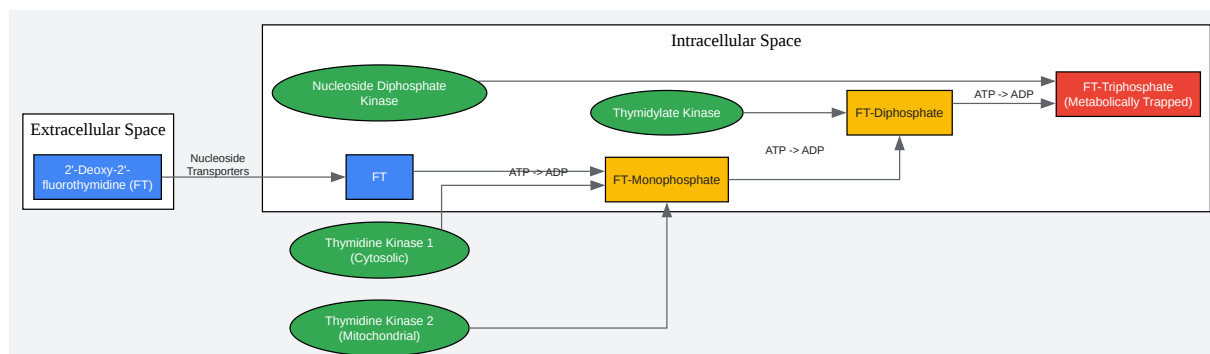 Intracellular Space
Nucleoside Diphosphate
Kinase
FT-Triphosphate
(Metabolically Trapped)
ATP -> ADP
Thymidylate Kinase
FT-Diphosphate
Extracellular Space
2'-Deoxy-2'-
fluorothymidine (FT)
Nucleoside
Transporters
FT
ATP -> ADP
FT-Monophosphate
ATP -> ADP
Thymidine Kinase 1
(Cytosolic)
Thymidine Kinase 2
(Mitochondrial)